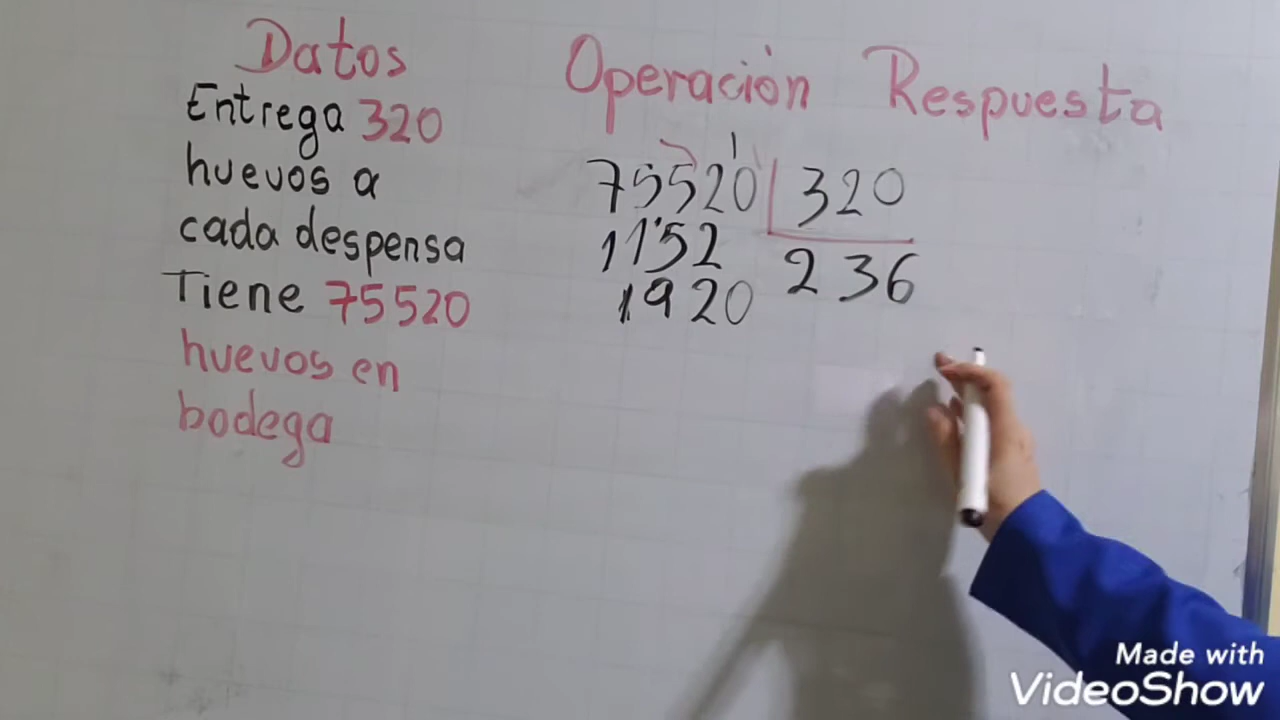 Datos
Entrega 320
huevos a
cada despensa
Tiene 75520
huevos en
bodega
Operación
1
75520 320
1152 236
1920
Respuesta
Made with
VideoShow